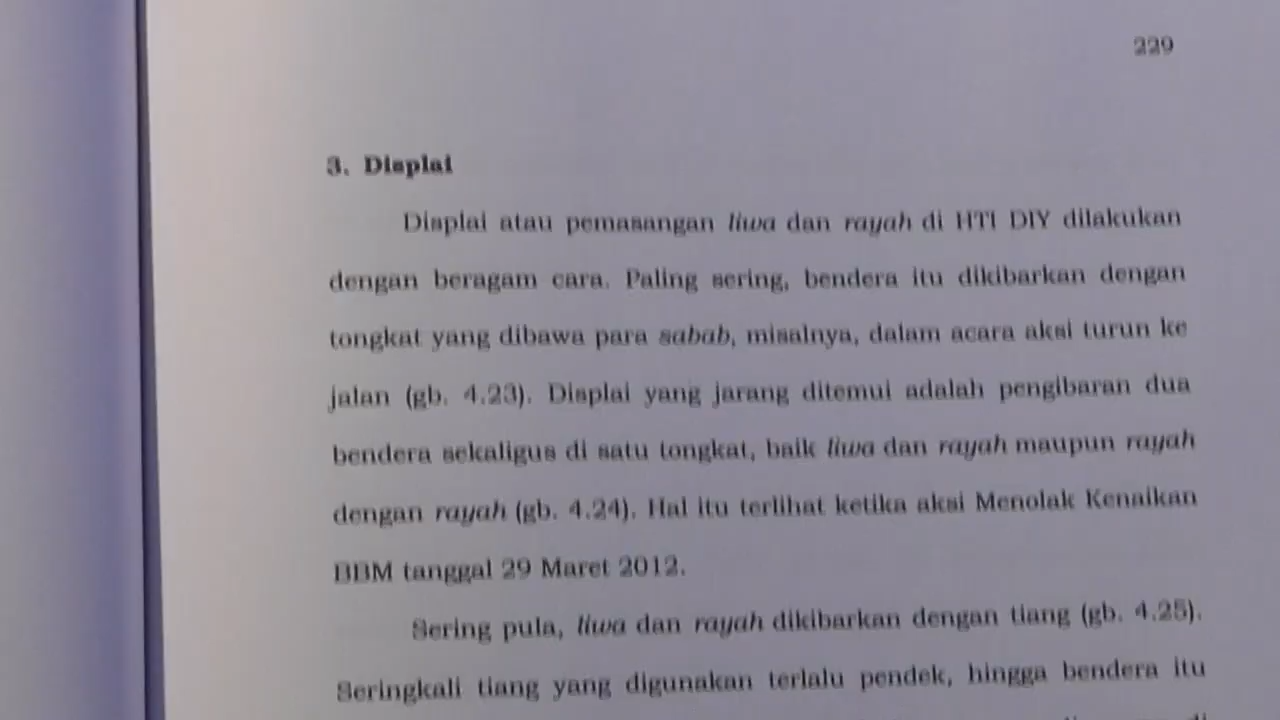 229
3. Displai
Displai atau pemasangan liwa dan rayah di HTI DIY dilakukan
dengan beragam cara. Paling sering, bendera itu dikibarkan dengan
tongkat yang dibawa para sabab, misalnya, dalam acara aksi turun ke
jalan (gb. 4.23). Displai yang jarang ditemui adalah pengibaran dua
bendera sekaligus di satu tongkat, baik liwa dan rayah maupun rayah
dengan rayah (gb. 4.24). Hal itu terlihat ketika aksi Menolak Kenaikan
BBM tanggal 29 Maret 2012.
Sering pula, liwa dan rayah dikibarkan dengan tiang (gb. 4.25).
Seringkali tiang yang digunakan terlalu pendek, hingga bendera itu